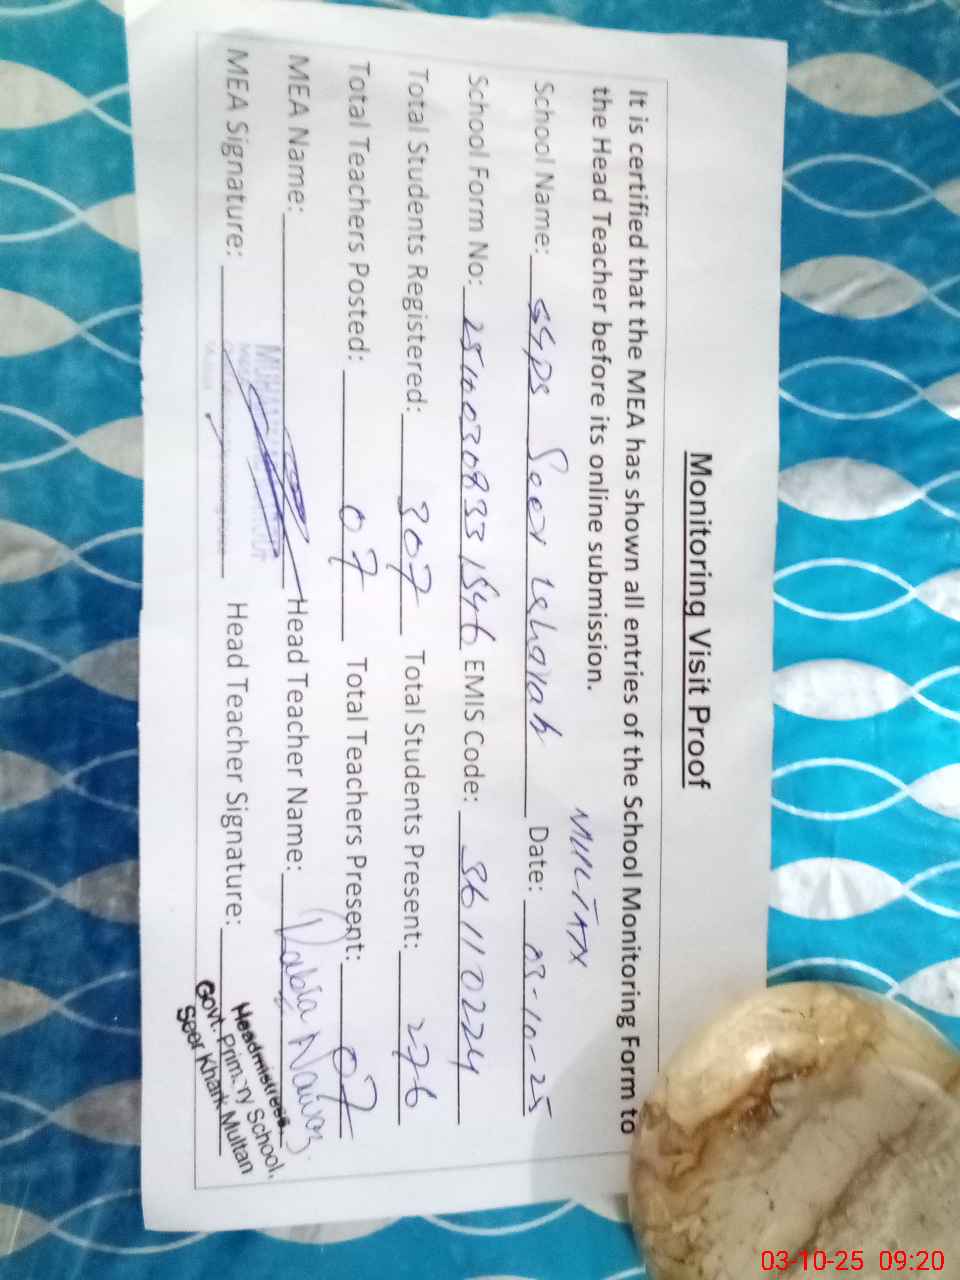 Monitoring Visit Proof
It is certified that the MEA has shown all entries of the School Monitoring Form to
the Head Teacher before its online submission.
MULTAN
School Name: GGPS Seer Date: 03-10-25
School Form No: EMIS Code: 36110224
Total Students Registered: 307 Total Students Present: 276
Total Teachers Posted: 07 Total Teachers Present: 07
MEA Name: Head Teacher Name: Rabia Nawaz
MEA Signature: Head Teacher Signature:
Headmistress
Govt. Primary School,
Seer Khark Multan
03-10-25 09:20